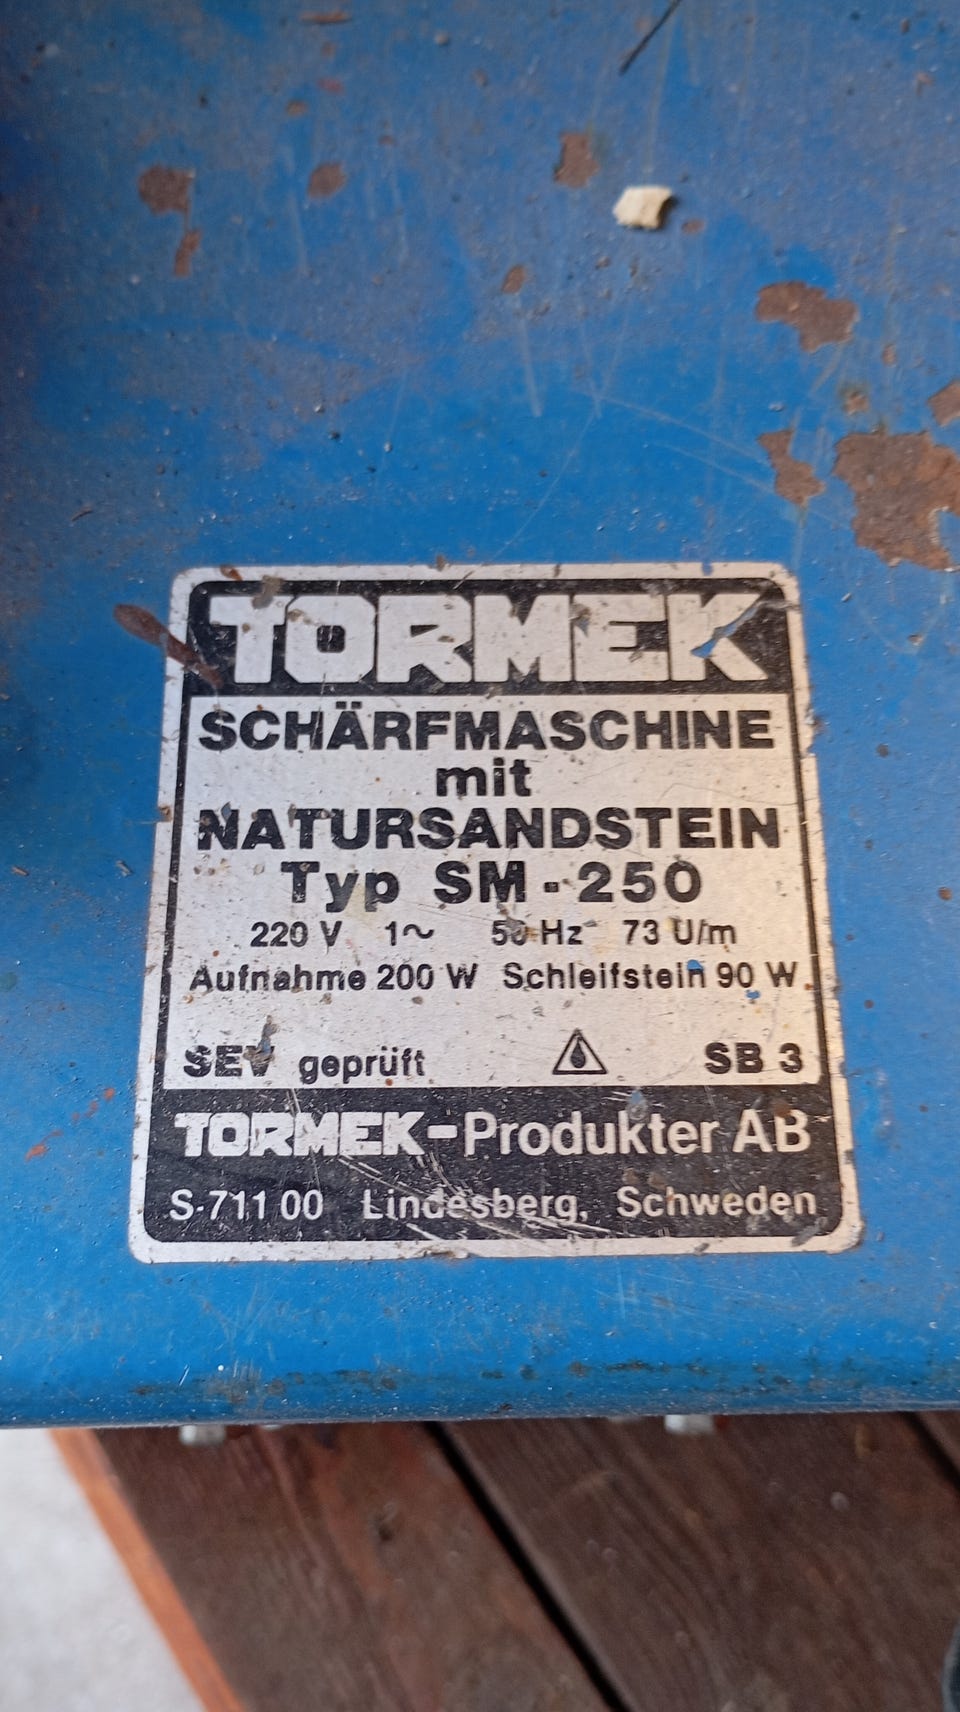 TORMEK
SCHÄRFMASCHINE
mit
NATURSANDSTEIN
Typ SM-250
220 V 1~ 50 Hz 73 U/m
Aufnahme 200 W Schleifstein 90 W
SEV geprüft SB 3
TORMEK-Produkter AB
S-711 00 Lindesberg, Schweden